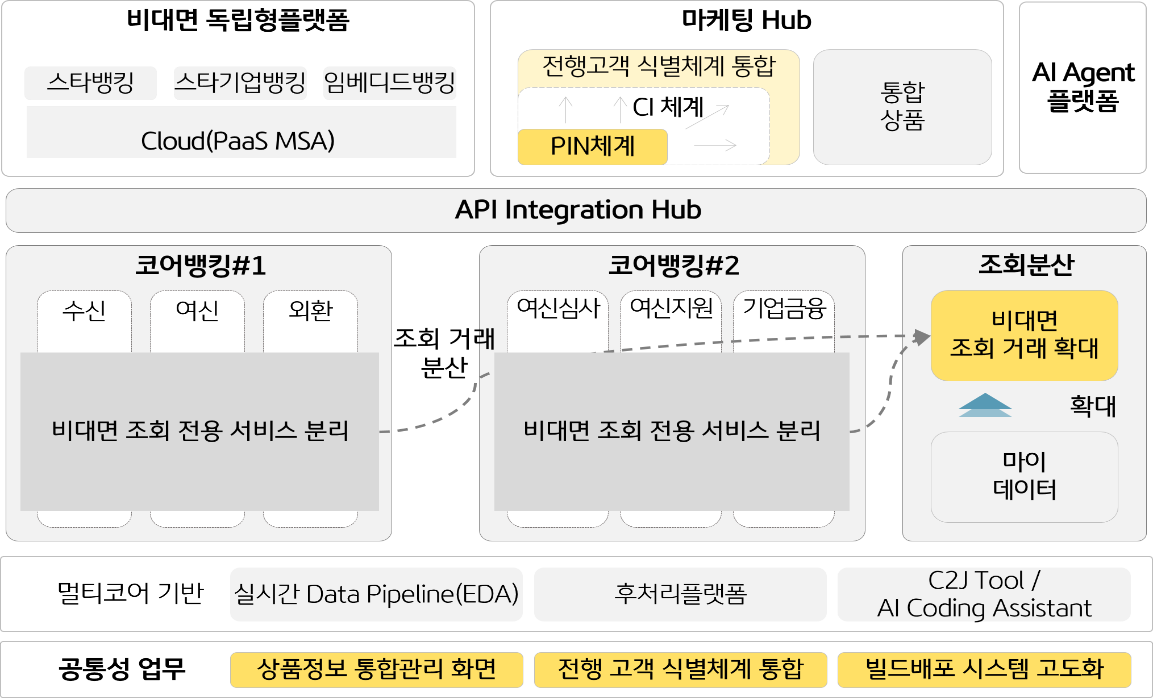 비대면 독립형플랫폼
스타뱅킹
스타기업뱅킹
임베디드뱅킹
Cloud(PaaS MSA)
마케팅 Hub
전행고객 식별체계 통합
CI 체계
PIN체계
통합
상품
AI Agent
플랫폼
API Integration Hub
코어뱅킹#1
수신
여신
외환
비대면 조회 전용 서비스 분리
조회 거래
분산
코어뱅킹#2
여신심사
여신지원
기업금융
비대면 조회 전용 서비스 분리
조회분산
비대면
조회 거래 확대
확대
마이
데이터
멀티코어 기반
실시간 Data Pipeline(EDA)
후처리플랫폼
C2J Tool /
AI Coding Assistant
공통성 업무
상품정보 통합관리 화면
전행 고객 식별체계 통합
빌드배포 시스템 고도화